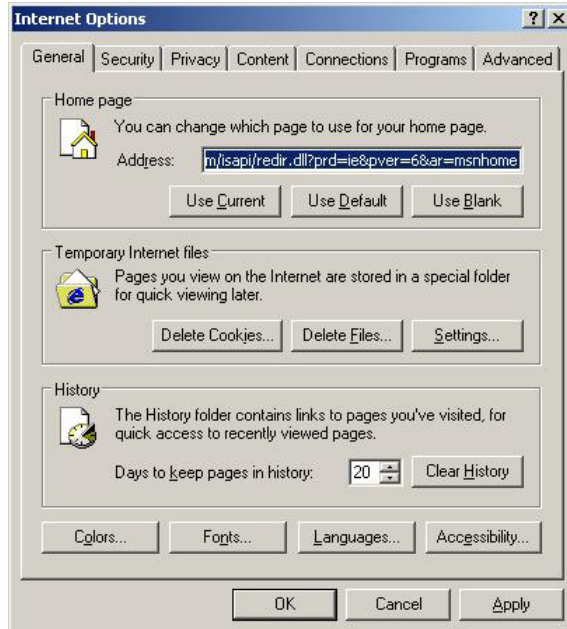 Internet Options
General Security Privacy Content Connections Programs Advanced
Home page
You can change which page to use for your home page.
Address: m/isapi/redir.dll?prd=ie&pver=6&ar=msnhome
Use Current Use Default Use Blank
Temporary Internet files
Pages you view on the Internet are stored in a special folder
for quick viewing later.
Delete Cookies... Delete Files... Settings...
History
The History folder contains links to pages you've visited, for
quick access to recently viewed pages.
Days to keep pages in history: 20 Clear History
Colors... Fonts... Languages... Accessibility...
OK Cancel Apply